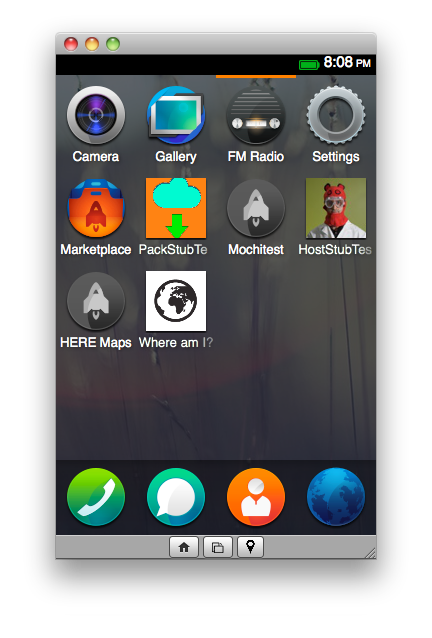 8:08 PM
Camera
Gallery
FM Radio
Settings
Marketplace
PackStubTe
Mochitest
HostStubTes
HERE Maps
Where am I?